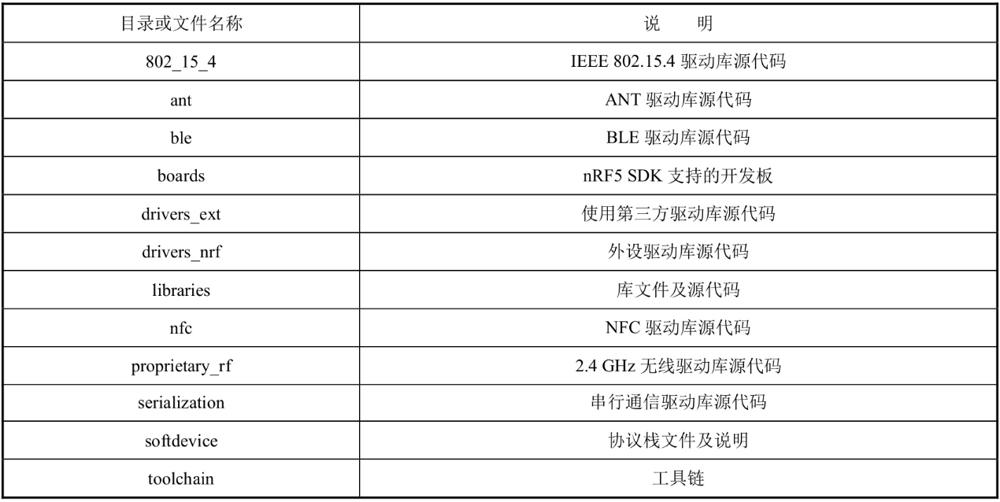 目录或文件名称 说 明
802_15_4 IEEE 802.15.4 驱动库源代码
ant ANT 驱动库源代码
ble BLE 驱动库源代码
boards nRF5 SDK 支持的开发板
drivers_ext 使用第三方驱动库源代码
drivers_nrf 外设驱动库源代码
libraries 库文件及源代码
nfc NFC 驱动库源代码
proprietary_rf 2.4 GHz 无线驱动库源代码
serialization 串行通信驱动库源代码
softdevice 协议栈文件及说明
toolchain 工具链